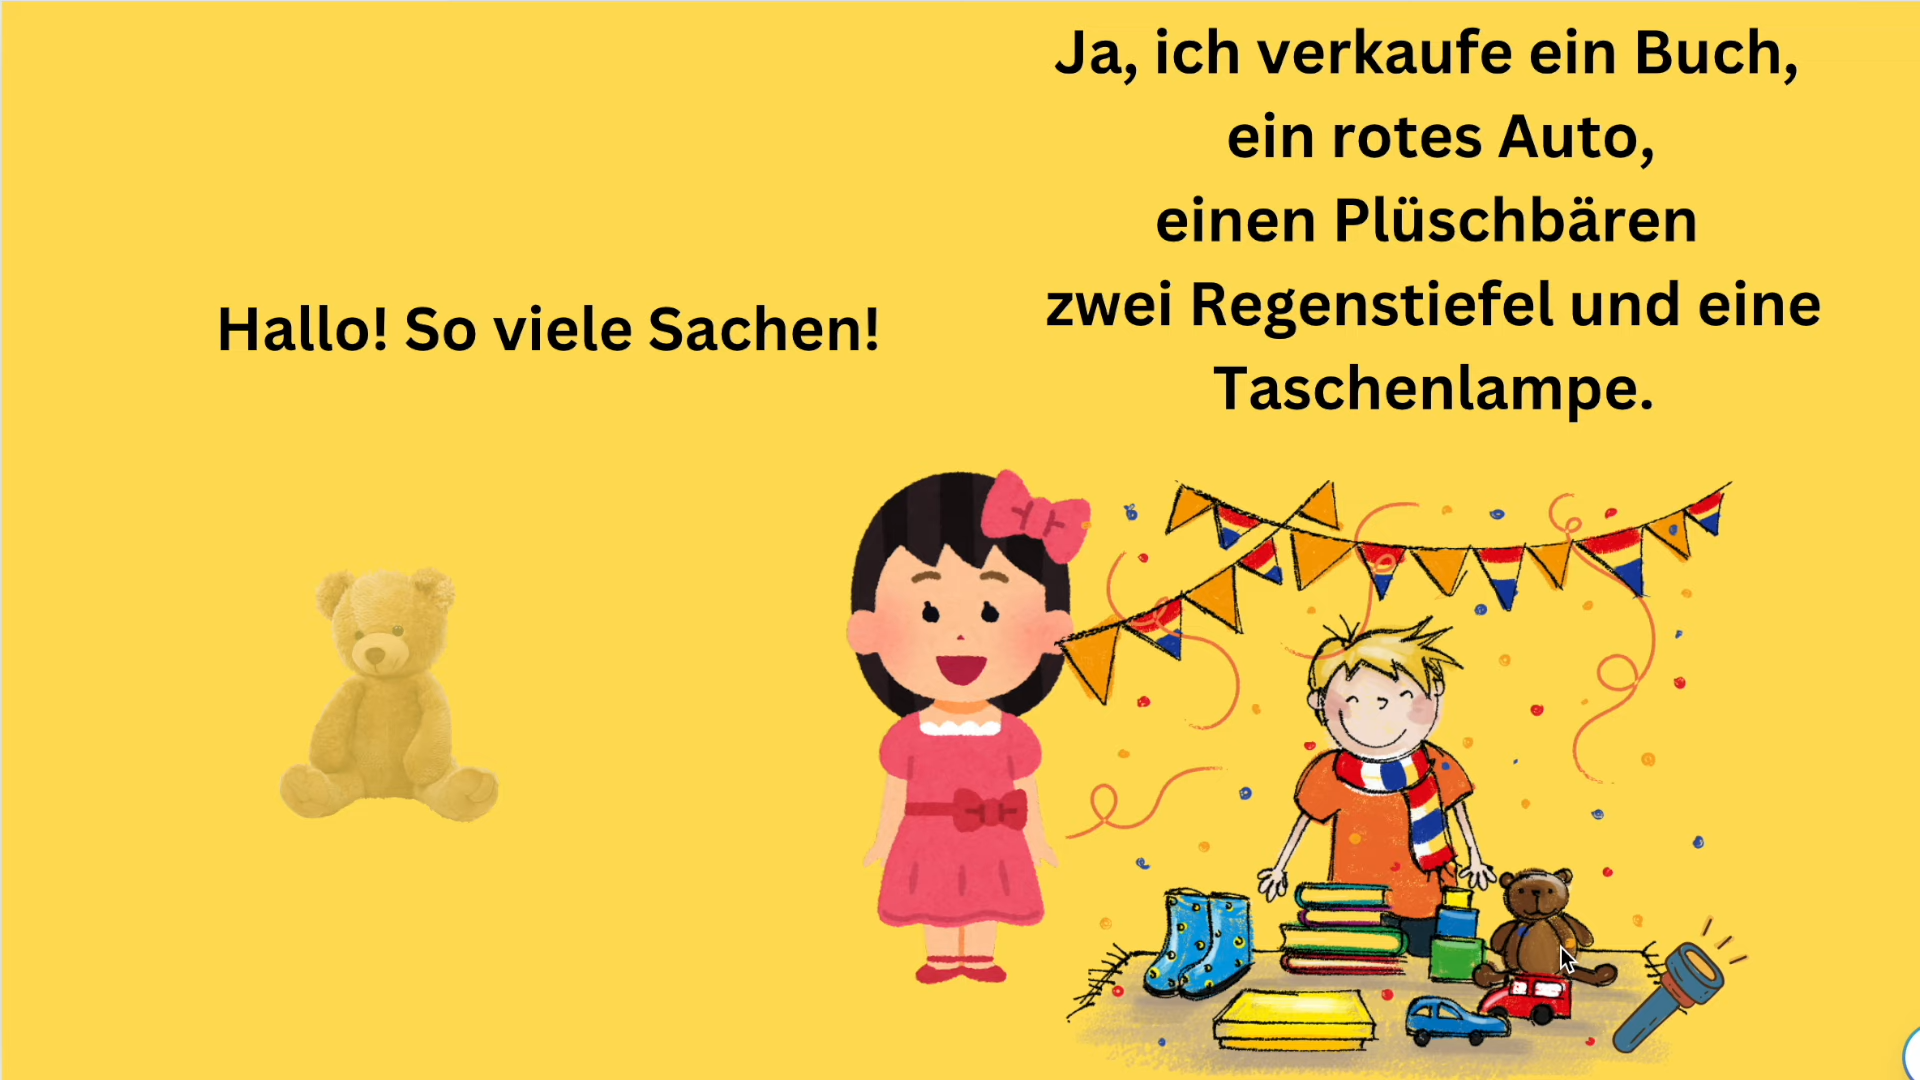 Hallo! So viele Sachen!
Ja, ich verkaufe ein Buch,
ein rotes Auto,
einen Plüschbären
zwei Regenstiefel und eine
Taschenlampe.